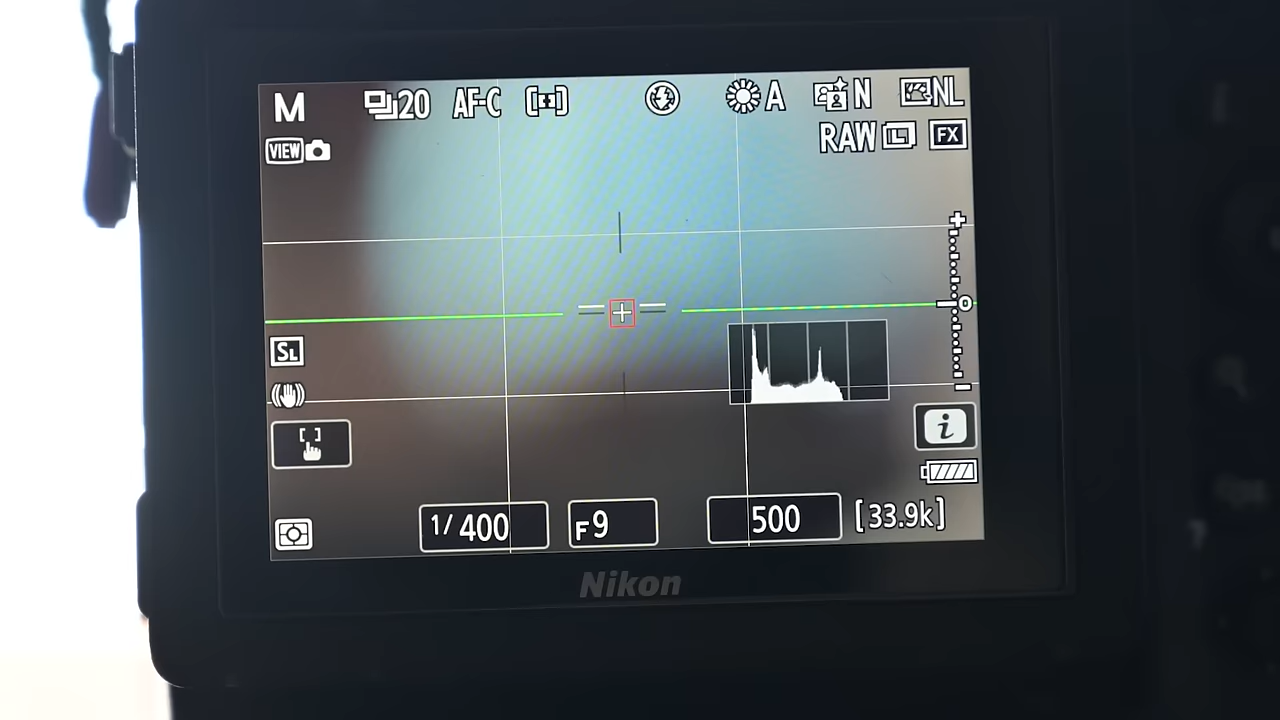 M 20 AF-C A N NL
VIEW RAW L FX
SL
i
1/400 F9 500 [33.9k]
Nikon